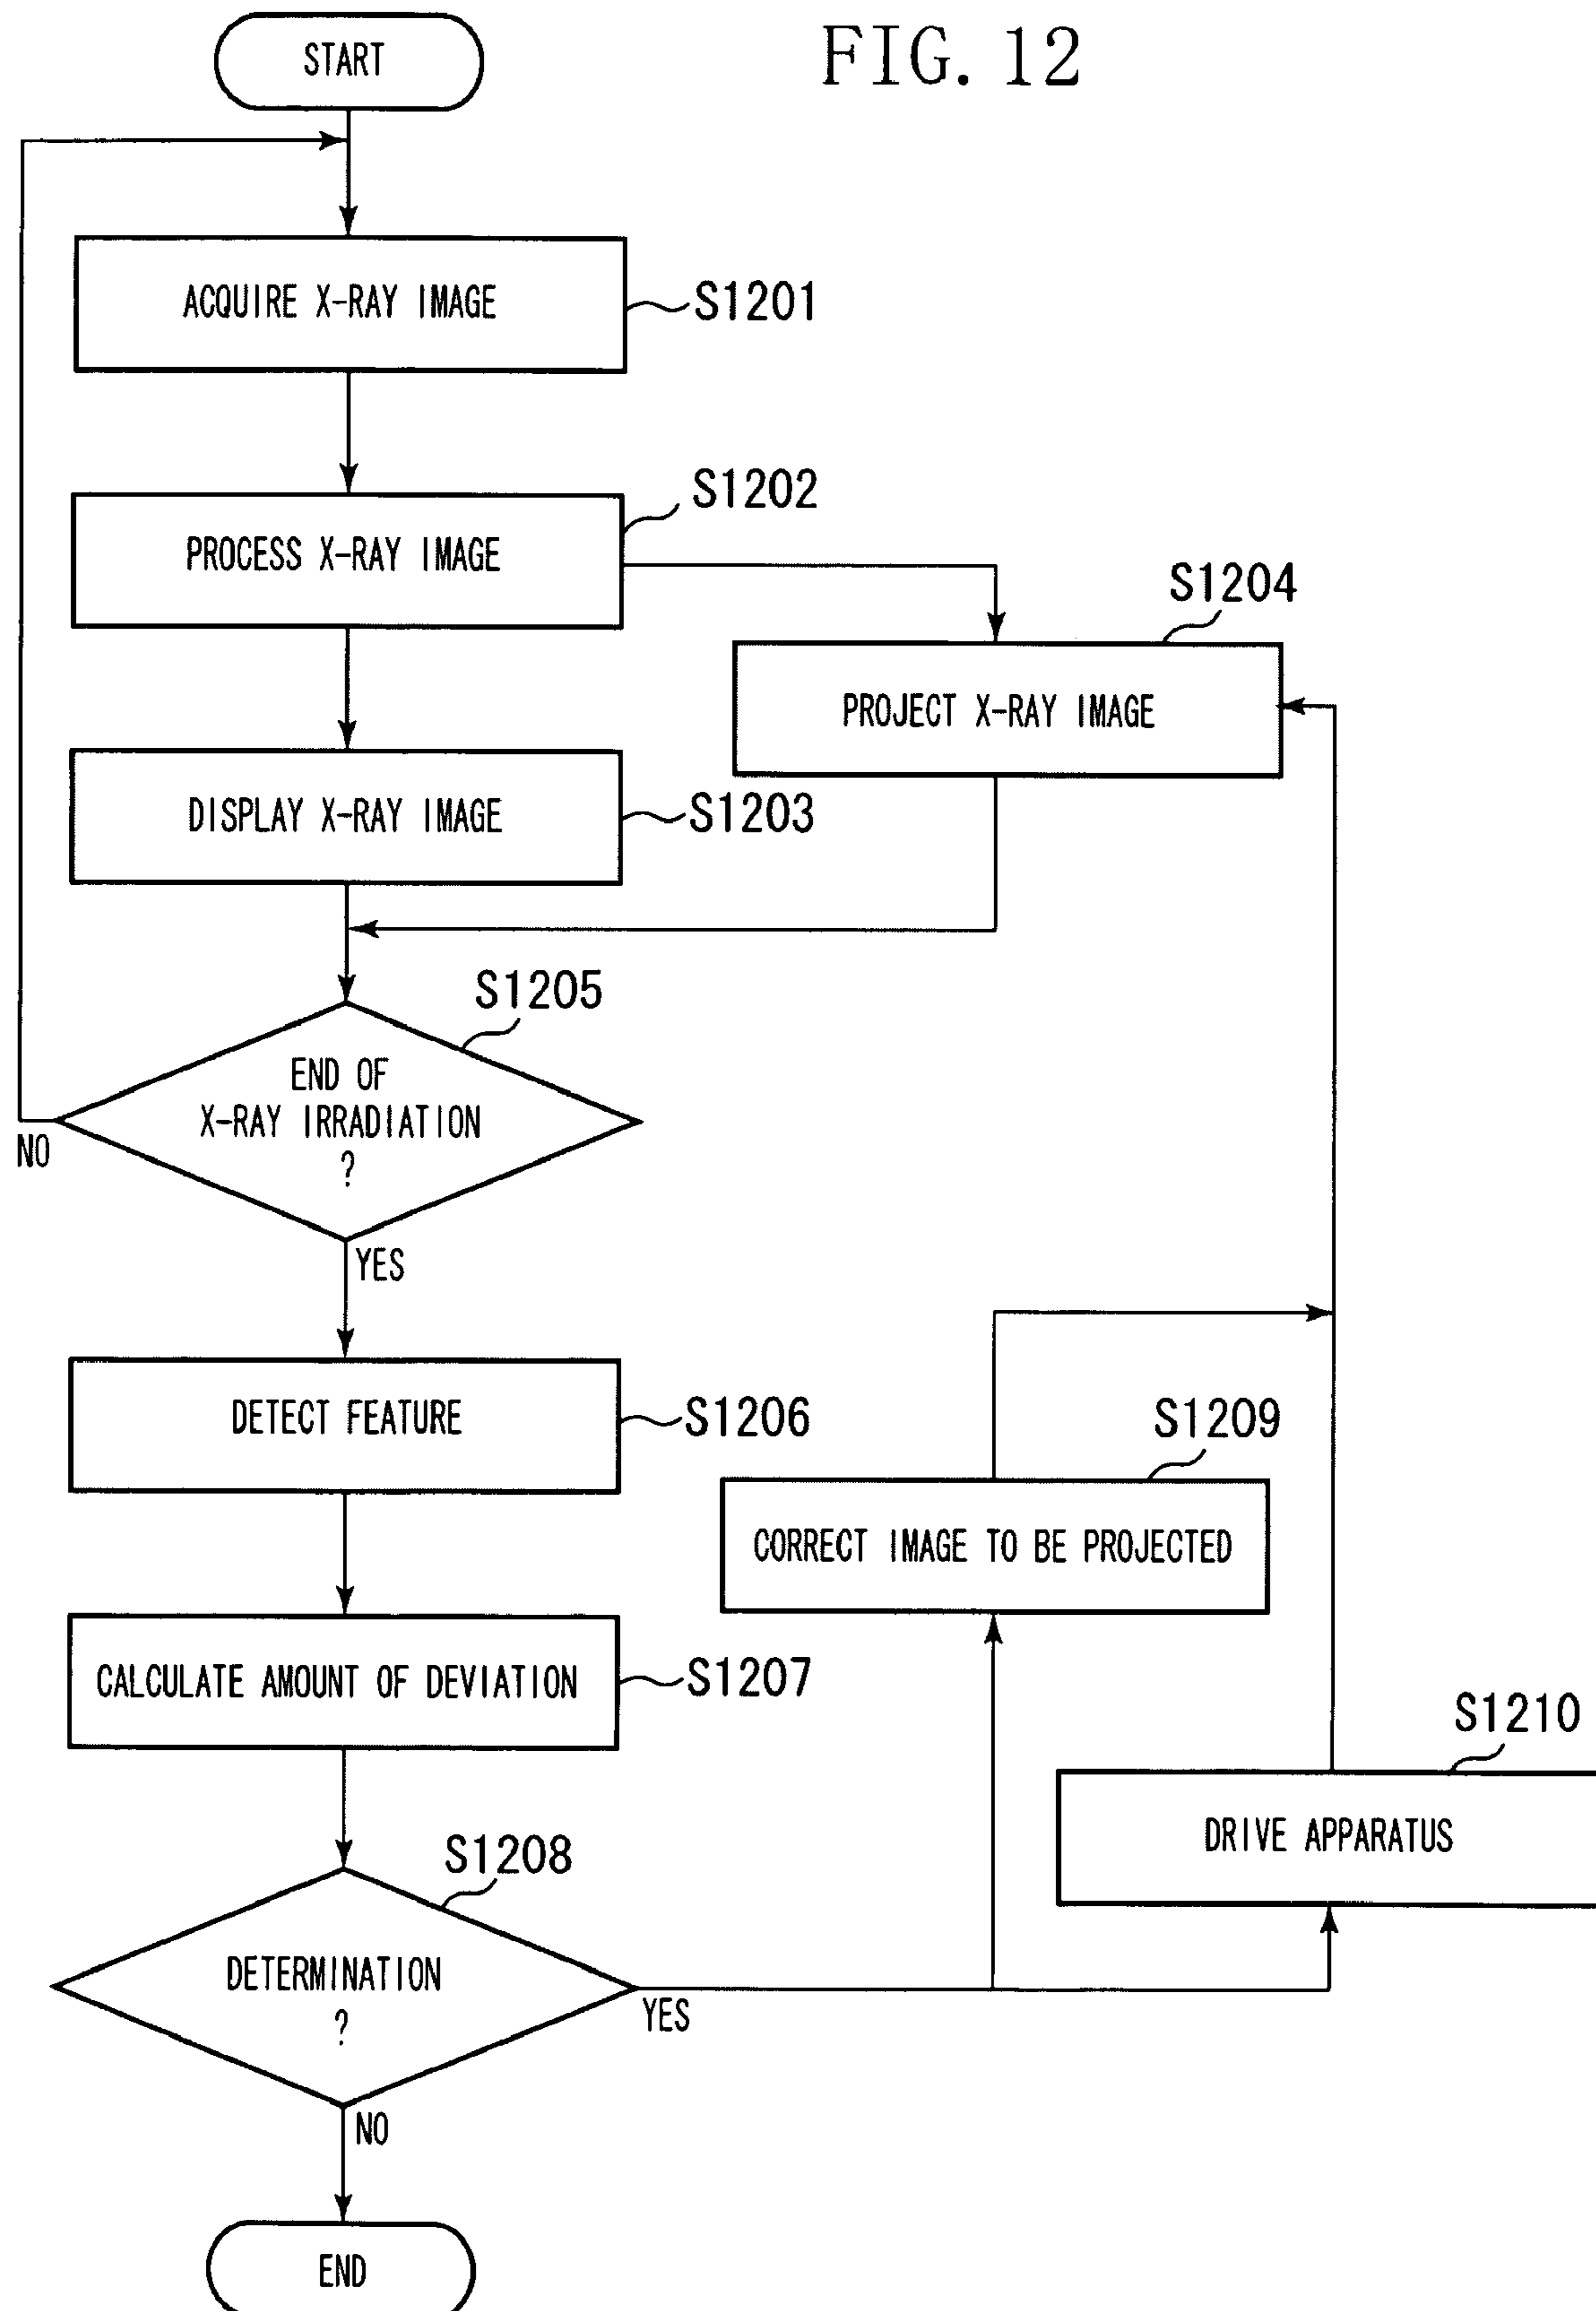 FIG. 12
START
ACQUIRE X-RAY IMAGE
S1201
S1202
PROCESS X-RAY IMAGE
S1204
PROJECT X-RAY IMAGE
DISPLAY X-RAY IMAGE
S1203
S1205
END OF
X-RAY IRRADIATION
?
NO
YES
DETECT FEATURE
S1206
S1209
CORRECT IMAGE TO BE PROJECTED
CALCULATE AMOUNT OF DEVIATION
S1207
S1210
DRIVE APPARATUS
S1208
DETERMINATION
?
YES
NO
END